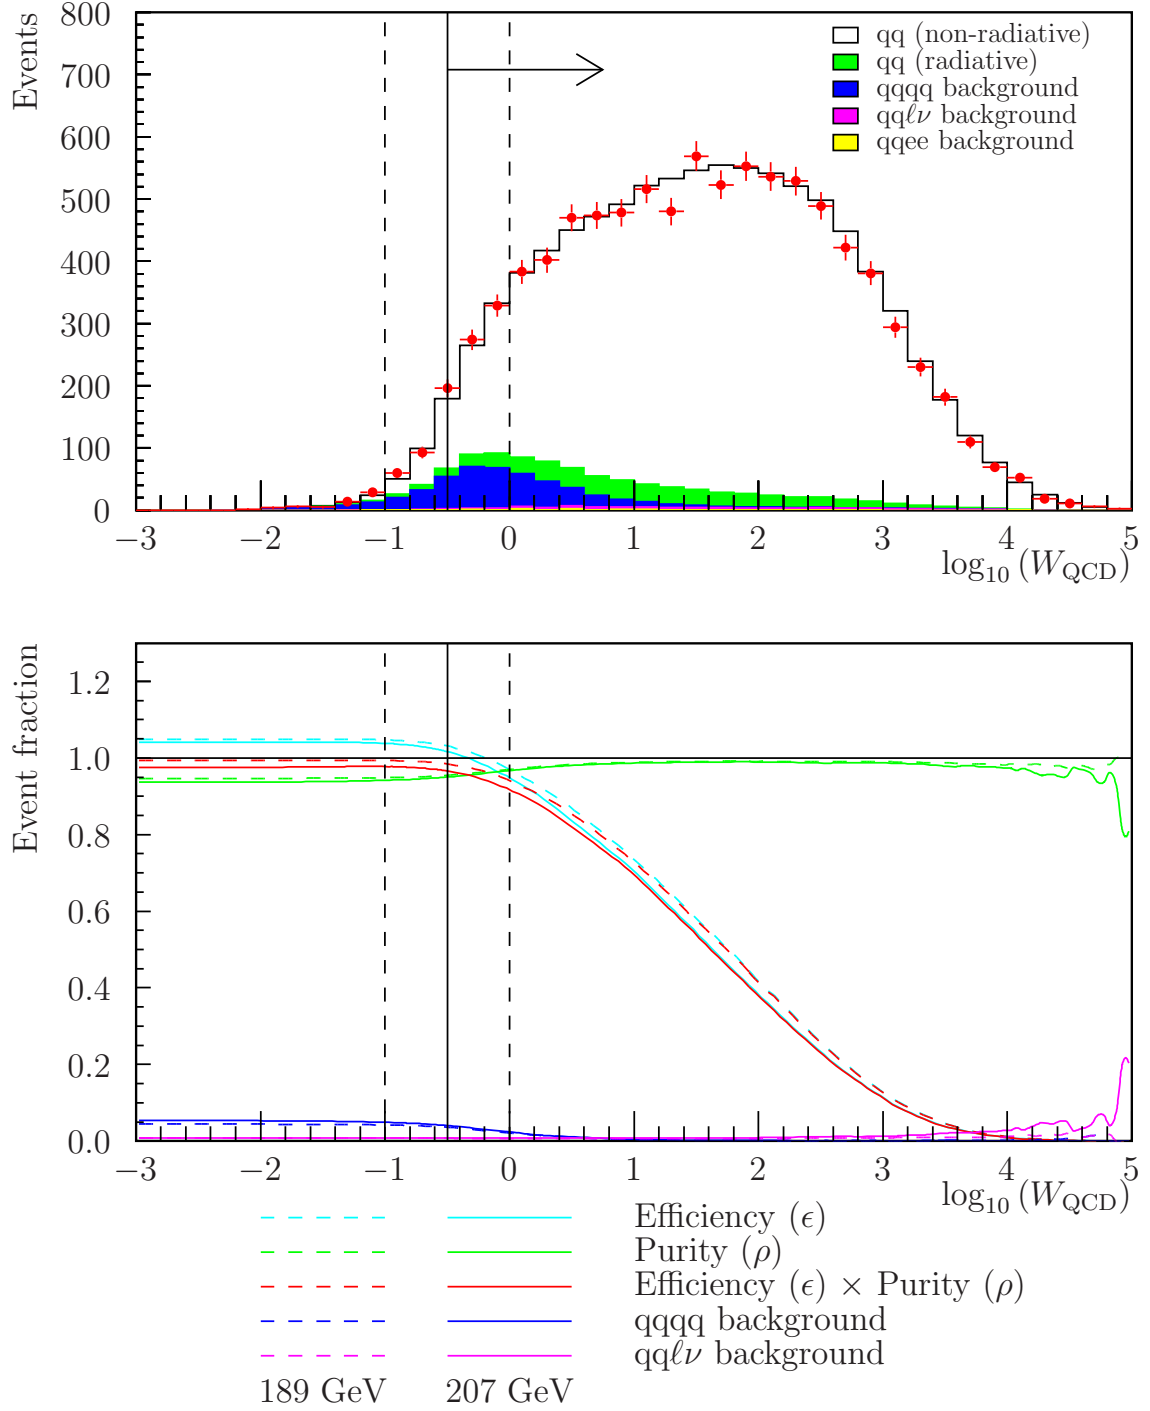 Events
800
700
600
500
400
300
200
100
0
qq (non-radiative)
qq (radiative)
qqqq background
qqℓν background
qqee background
−3 −2 −1 0 1 2 3 4 5
log₁₀ (W_QCD)
Event fraction
1.2
1.0
0.8
0.6
0.4
0.2
0.0
−3 −2 −1 0 1 2 3 4 5
log₁₀ (W_QCD)
Efficiency (ϵ)
Purity (ρ)
Efficiency (ϵ) × Purity (ρ)
qqqq background
qqℓν background
189 GeV 207 GeV